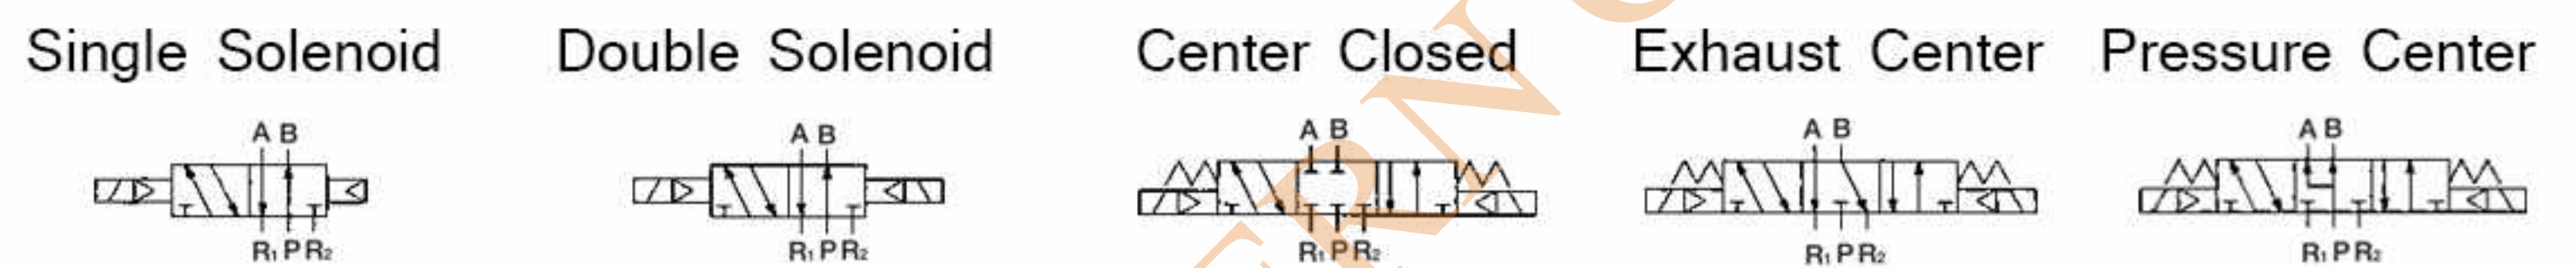 Single Solenoid Double Solenoid Center Closed Exhaust Center Pressure Center
A B A B A B A B A B
R₁ P R₂ R₁ P R₂ R₁ P R₂ R₁ P R₂ R₁ P R₂